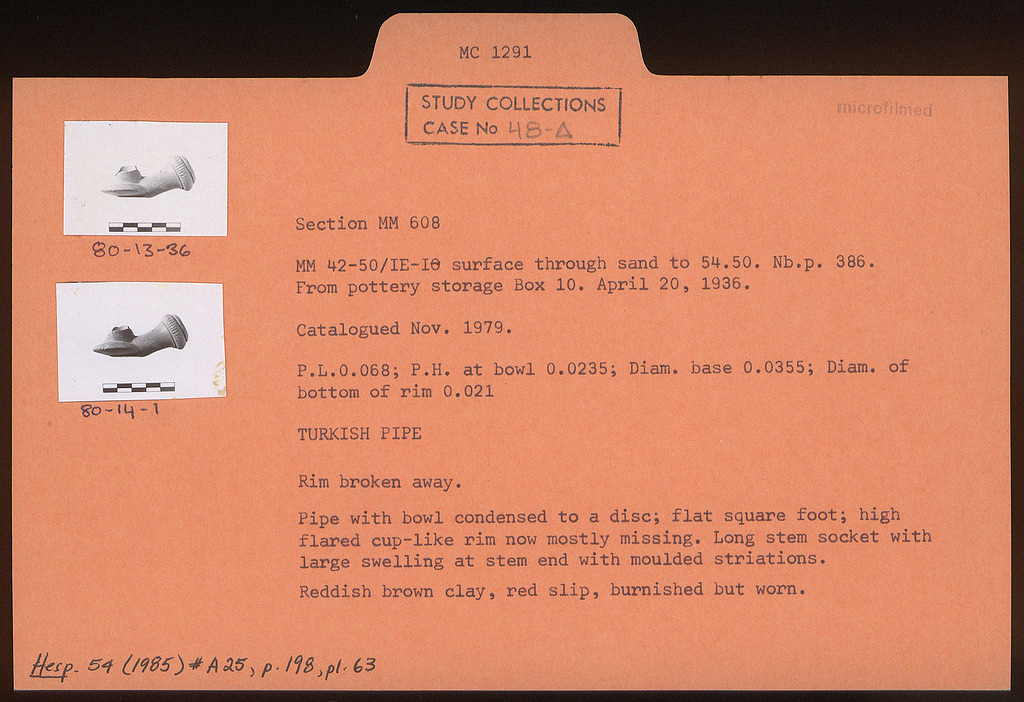 MC 1291
STUDY COLLECTIONS
CASE No 48-Δ
microfilmed
80-13-36
80-14-1
Section MM 608
MM 42-50/ΙΕ-ΙΘ surface through sand to 54.50. Nb.p. 386.
From pottery storage Box 10. April 20, 1936.
Catalogued Nov. 1979.
P.L.0.068; P.H. at bowl 0.0235; Diam. base 0.0355; Diam. of
bottom of rim 0.021
TURKISH PIPE
Rim broken away.
Pipe with bowl condensed to a disc; flat square foot; high
flared cup-like rim now mostly missing. Long stem socket with
large swelling at stem end with moulded striations.
Reddish brown clay, red slip, burnished but worn.
Hesp. 54 (1985) # A25, p. 198, pl. 63